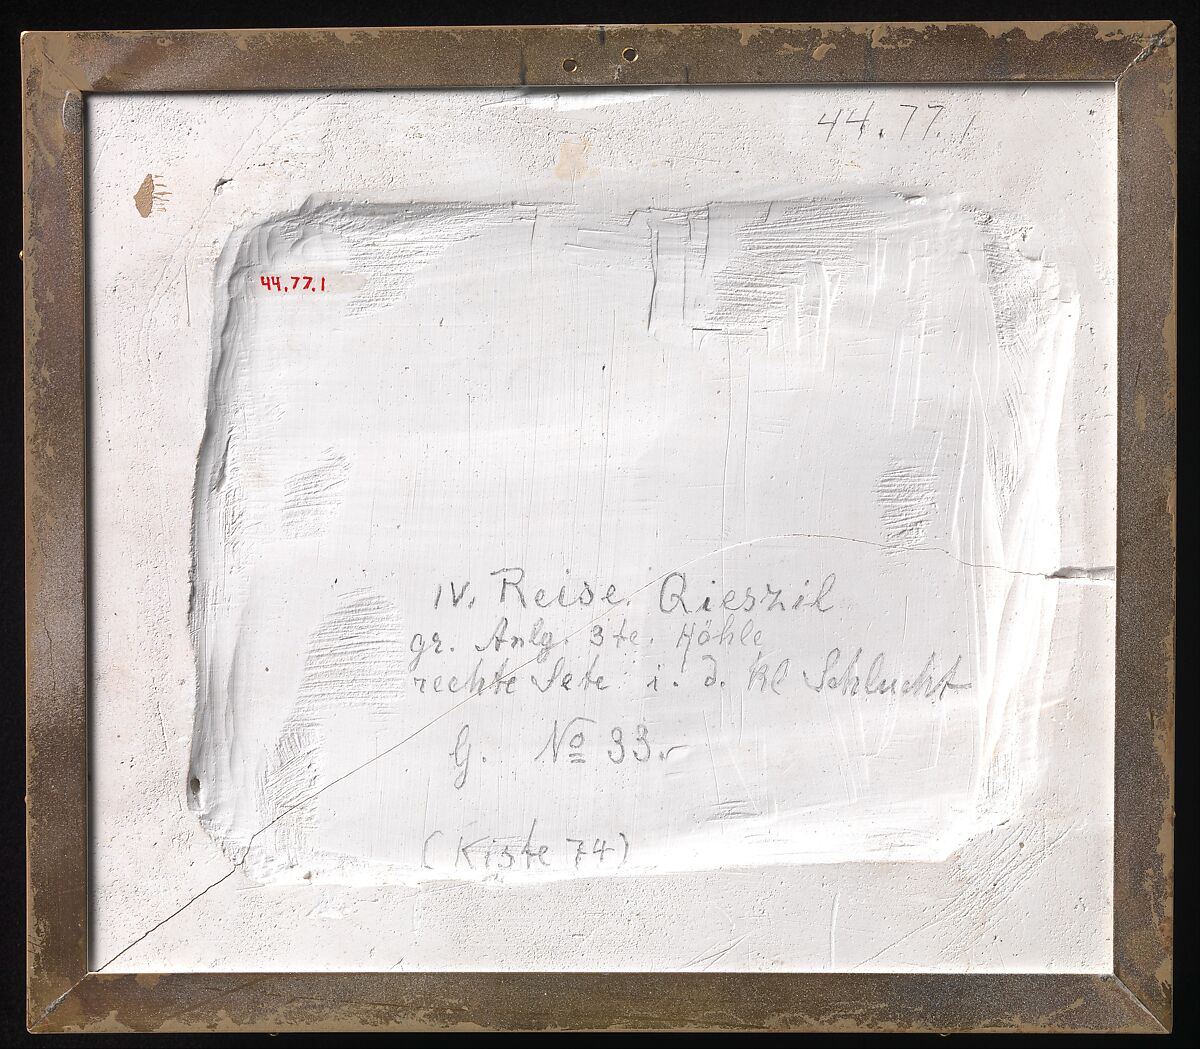 44.77.1
44.77.1
IV. Reise. Qieszil
gr. Anlg. 3te. Höhle
rechte Sete i. d. kl Schlucht
G. No 33.
(Kiste 74)